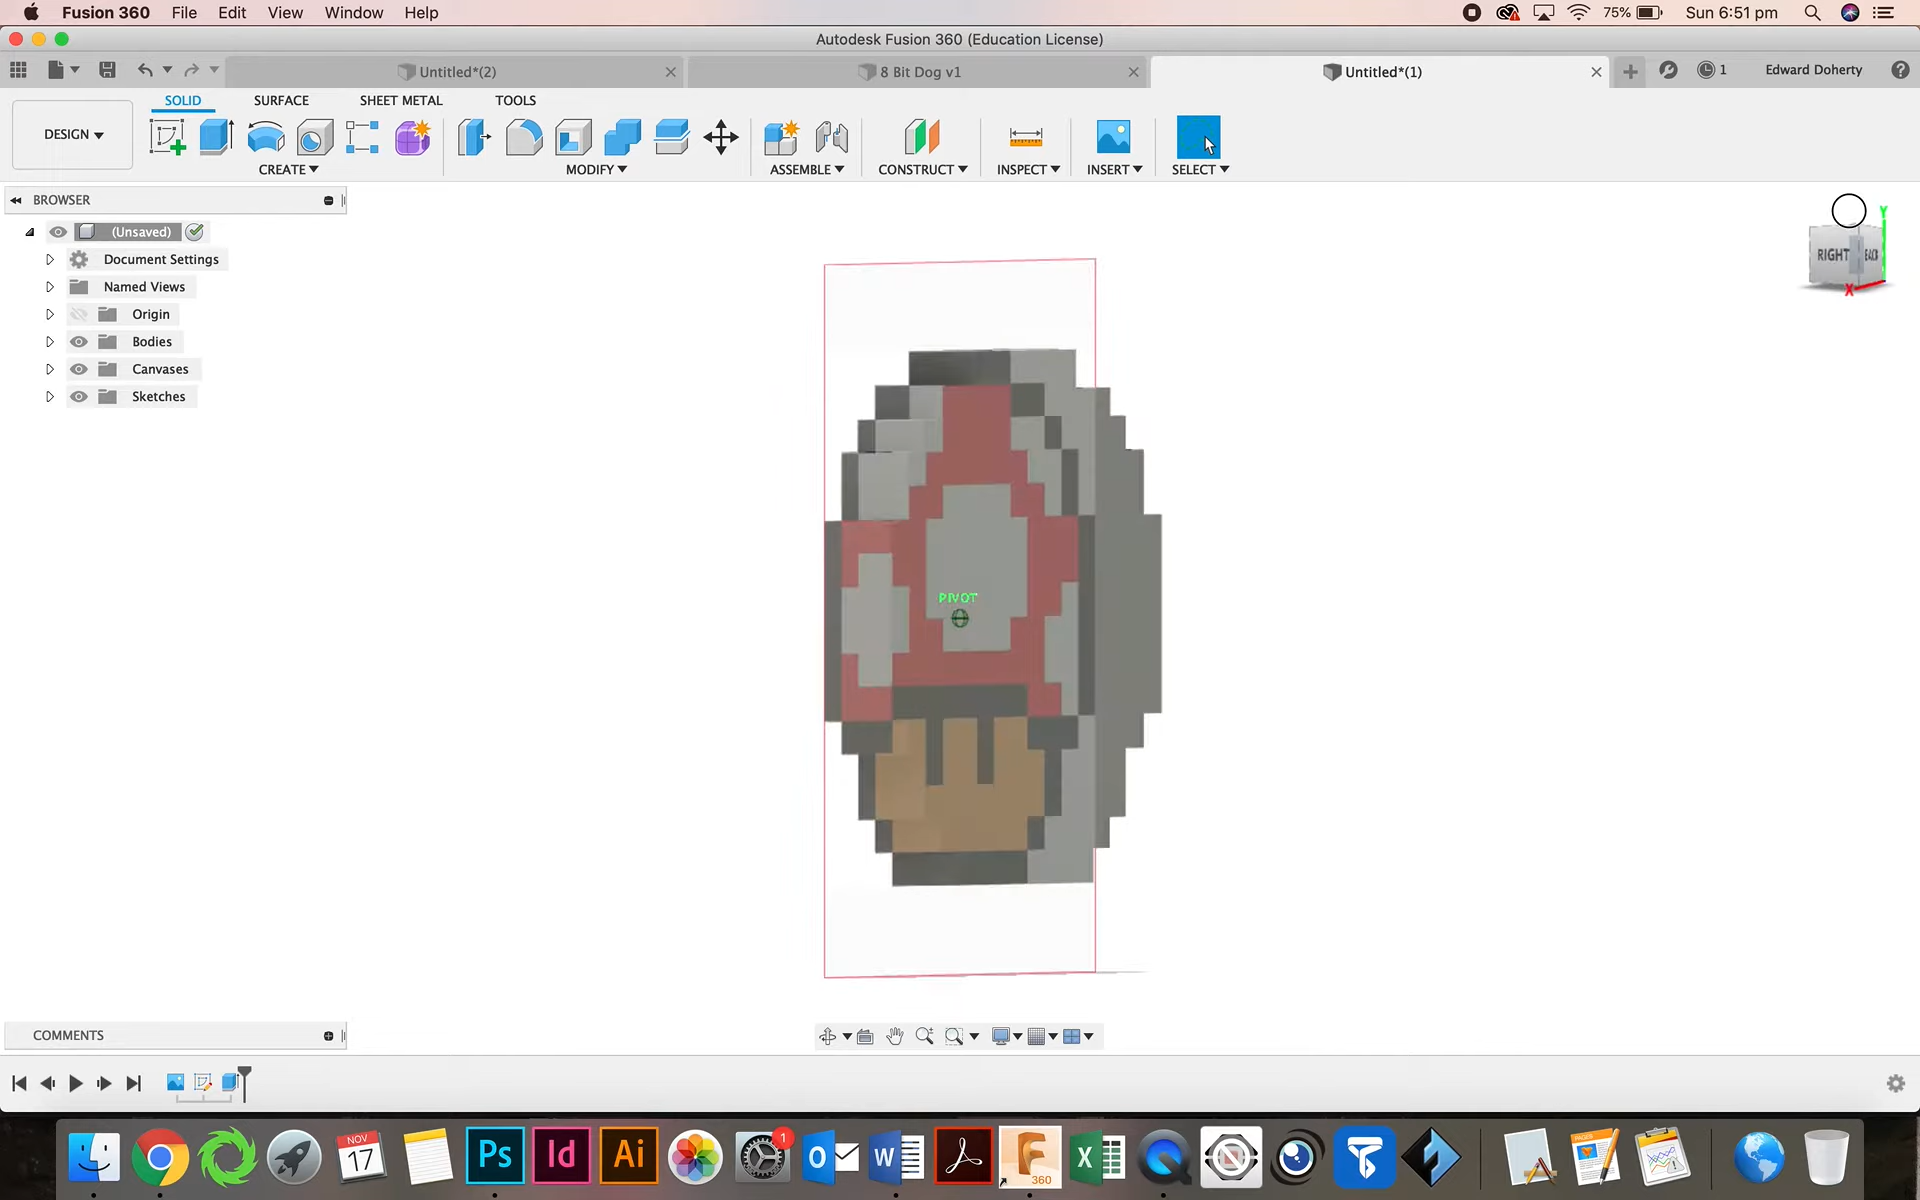 Fusion 360 File Edit View Window Help 75% Sun 6:51 pm
Autodesk Fusion 360 (Education License)
Untitled*(2) 8 Bit Dog v1 Untitled*(1) 1 Edward Doherty
SOLID SURFACE SHEET METAL TOOLS
DESIGN
CREATE MODIFY ASSEMBLE CONSTRUCT INSPECT INSERT SELECT
BROWSER
(Unsaved)
Document Settings
Named Views
Origin
Bodies
Canvases
Sketches
Y
RIGHT
X
PIVOT
COMMENTS
NOV
17
Ps Id Ai 1 O W F
360
X
PAGES